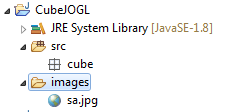 CubeJOGL
JRE System Library [JavaSE-1.8]
src
cube
images
sa.jpg